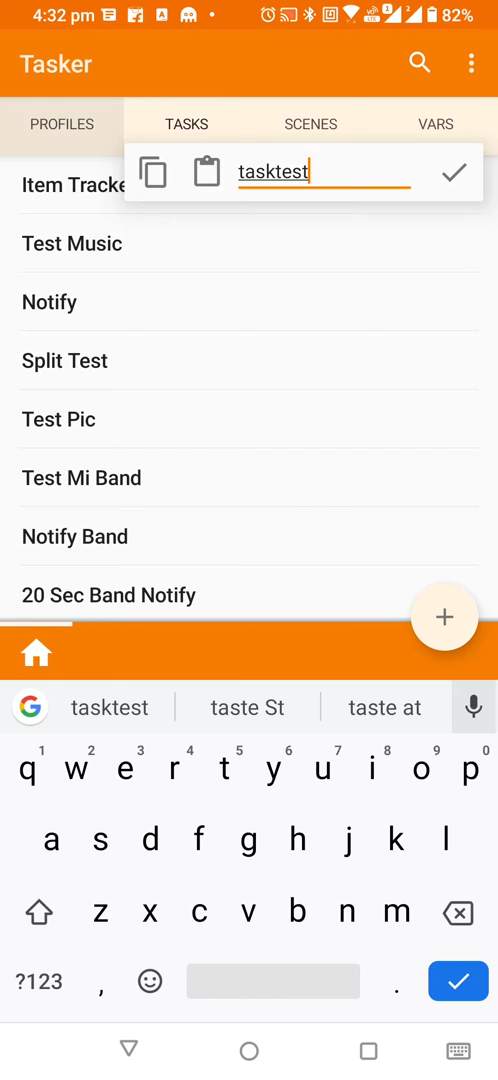 4:32 pm 82%
Tasker
PROFILES TASKS SCENES VARS
tasktest
Item Tracke
Test Music
Notify
Split Test
Test Pic
Test Mi Band
Notify Band
20 Sec Band Notify
+
tasktest taste St taste at
1 2 3 4 5 6 7 8 9 0
q w e r t y u i o p
a s d f g h j k l
z x c v b n m
?123 , .